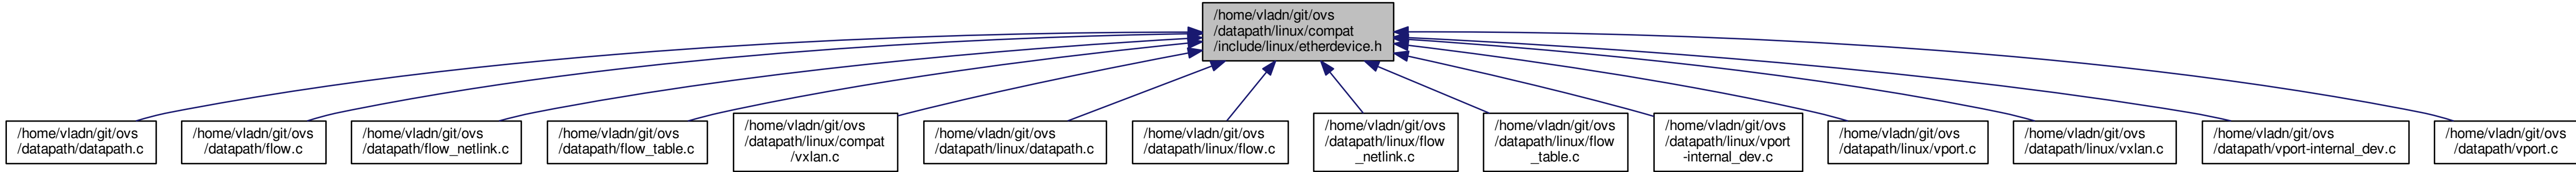 /home/vladn/git/ovs
/datapath/linux/compat
/include/linux/etherdevice.h
/home/vladn/git/ovs
/datapath/datapath.c
/home/vladn/git/ovs
/datapath/flow.c
/home/vladn/git/ovs
/datapath/flow_netlink.c
/home/vladn/git/ovs
/datapath/flow_table.c
/home/vladn/git/ovs
/datapath/linux/compat
/vxlan.c
/home/vladn/git/ovs
/datapath/linux/datapath.c
/home/vladn/git/ovs
/datapath/linux/flow.c
/home/vladn/git/ovs
/datapath/linux/flow
_netlink.c
/home/vladn/git/ovs
/datapath/linux/flow
_table.c
/home/vladn/git/ovs
/datapath/linux/vport
-internal_dev.c
/home/vladn/git/ovs
/datapath/linux/vport.c
/home/vladn/git/ovs
/datapath/linux/vxlan.c
/home/vladn/git/ovs
/datapath/vport-internal_dev.c
/home/vladn/git/ovs
/datapath/vport.c